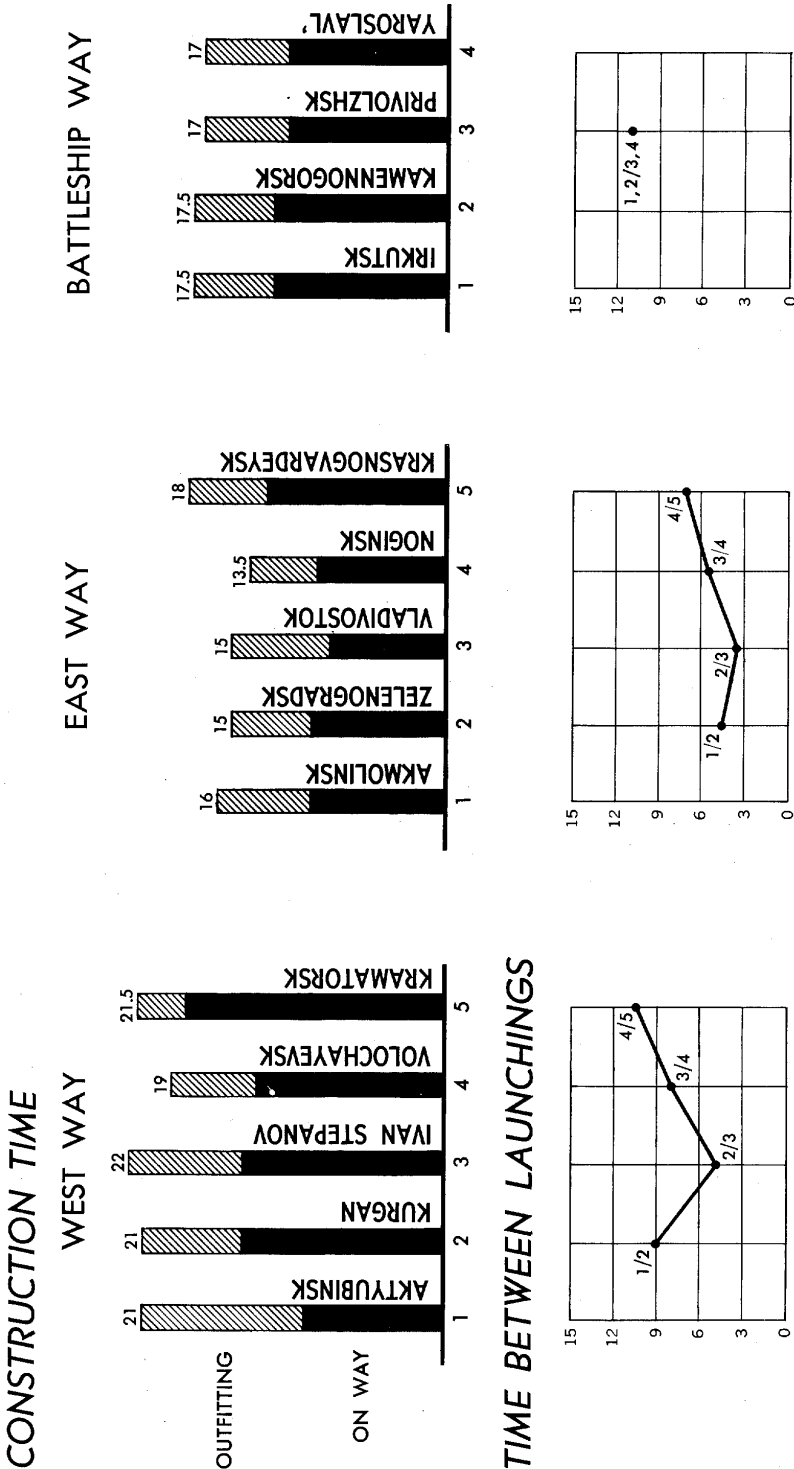 CONSTRUCTION TIME
WEST WAY
EAST WAY
BATTLESHIP WAY
OUTFITTING
ON WAY
21
AKTYUBINSK
1
21
KURGAN
2
22
IVAN STEPANOV
3
19
VOLOCHAYEVSK
4
21.5
KRAMATORSK
5
16
AKMOLINSK
1
15
ZELENOGRADSK
2
15
VLADIVOSTOK
3
13.5
NOGINSK
4
18
KRASNOGVARDEYSK
5
17.5
IRKUTSK
1
17.5
KAMENNOGORSK
2
17
PRIVOLZHSK
3
17
YAROSLAVL'
4
TIME BETWEEN LAUNCHINGS
15
12
9
6
3
0
1/2
2/3
3/4
4/5
15
12
9
6
3
0
1/2
2/3
3/4
4/5
15
12
9
6
3
0
1,2/3,4